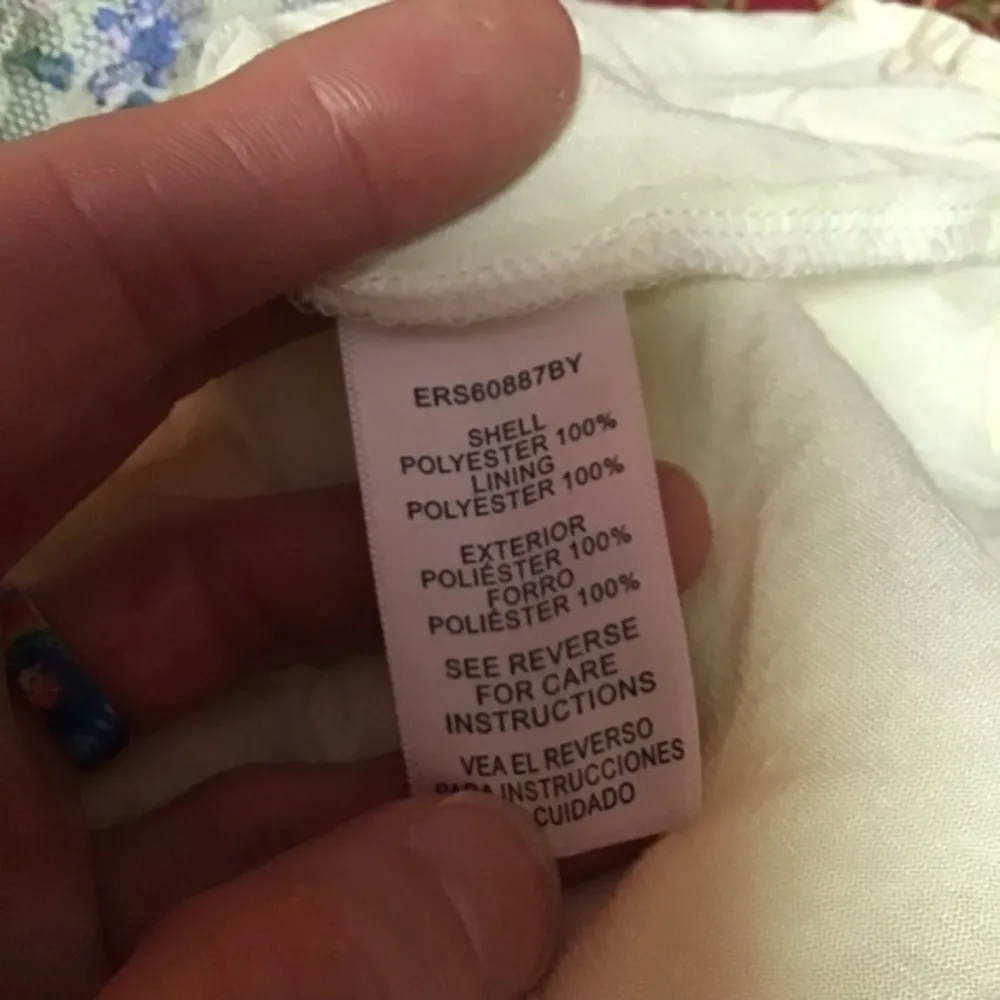 ERS60887BY
SHELL
POLYESTER 100%
LINING
POLYESTER 100%
EXTERIOR
POLIÉSTER 100%
FORRO
POLIÉSTER 100%
SEE REVERSE
FOR CARE
INSTRUCTIONS
VEA EL REVERSO
PARA INSTRUCCIONES
CUIDADO